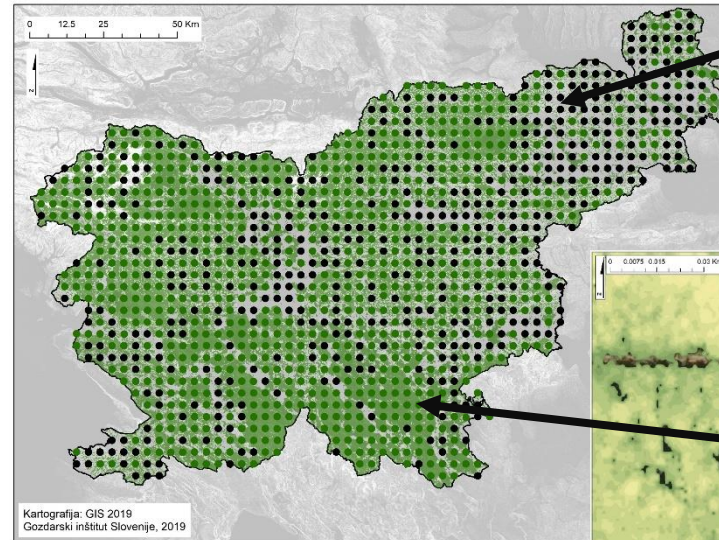 0 12.5 25 50 Km
z
0 0.0075 0.015 0.03 Km
z
Kartografija: GIS 2019
Gozdarski inštitut Slovenije, 2019